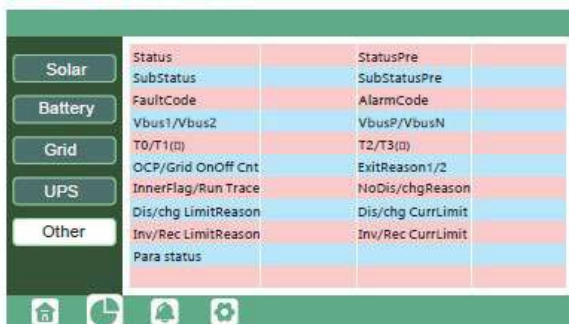 Solar
Battery
Grid
UPS
Other
Status StatusPre
SubStatus SubStatusPre
FaultCode AlarmCode
Vbus1/Vbus2 VbusP/VbusN
T0/T1(□) T2/T3(□)
OCP/Grid OnOff Cnt ExitReason1/2
InnerFlag/Run Trace NoDis/chgReason
Dis/chg LimitReason Dis/chg CurrLimit
Inv/Rec LimitReason Inv/Rec CurrLimit
Para status